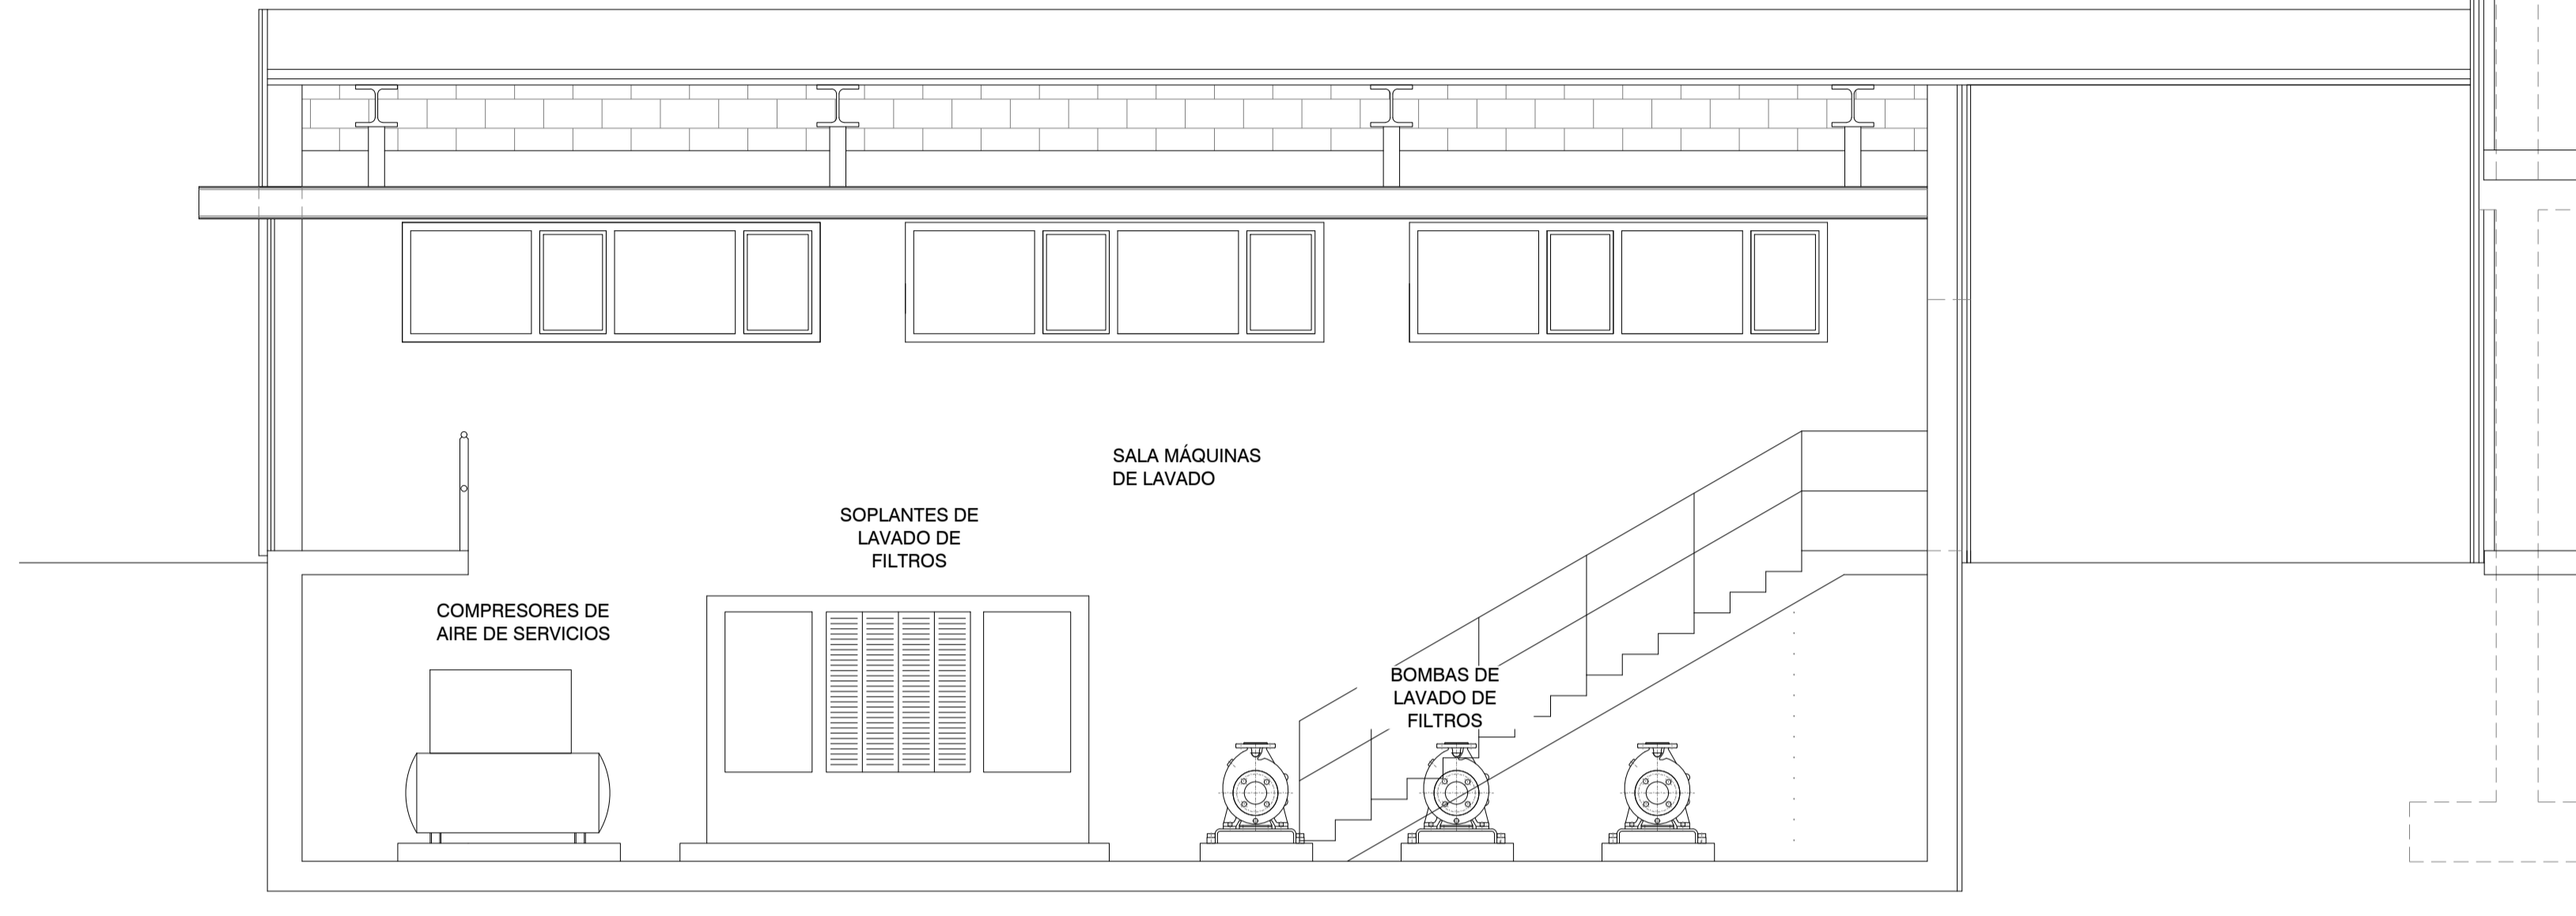 SALA MÁQUINAS
DE LAVADO
SOPLANTES DE
LAVADO DE
FILTROS
COMPRESORES DE
AIRE DE SERVICIOS
BOMBAS DE
LAVADO DE
FILTROS